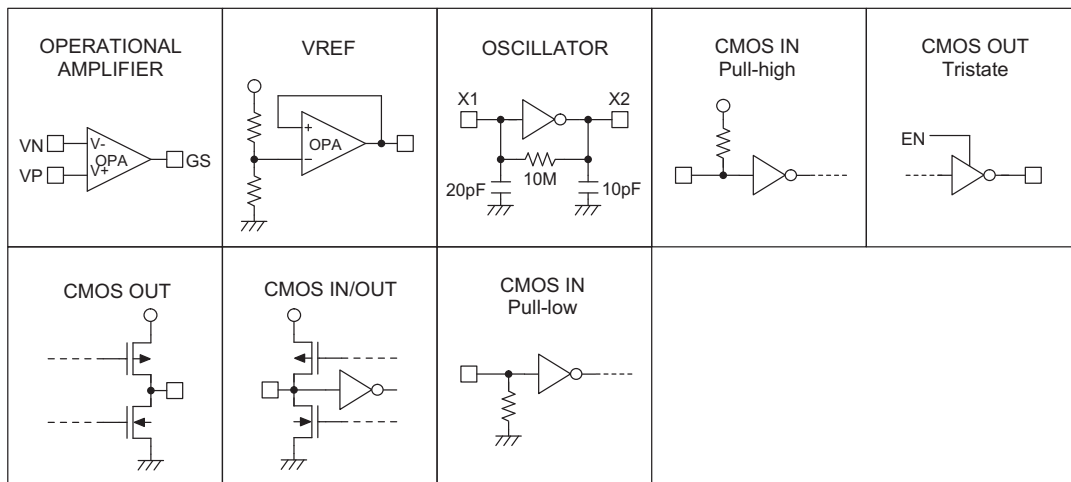 OPERATIONAL
AMPLIFIER
VN
V-
OPA
GS
VP
V+
VREF
+
OPA
−
OSCILLATOR
X1
X2
10M
20pF
10pF
CMOS IN
Pull-high
CMOS OUT
Tristate
EN
CMOS OUT
CMOS IN/OUT
CMOS IN
Pull-low